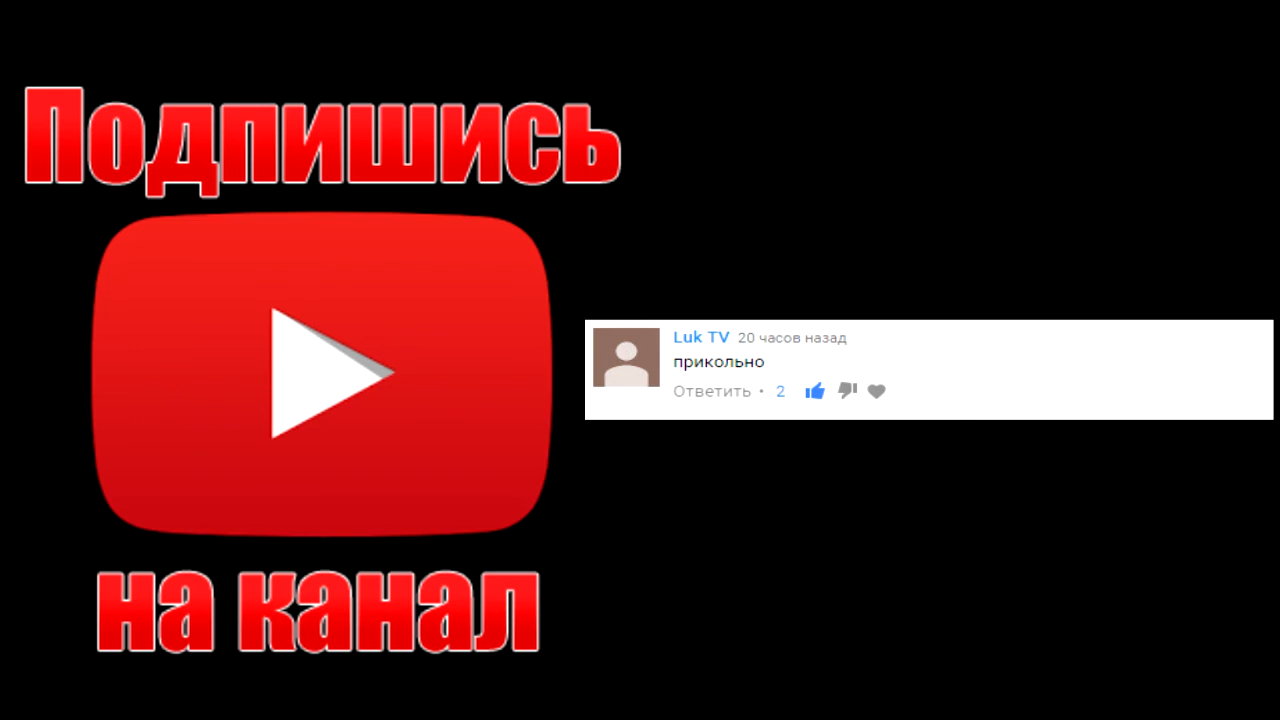 Подпишись
на канал
Luk TV 20 часов назад
прикольно
Ответить • 2